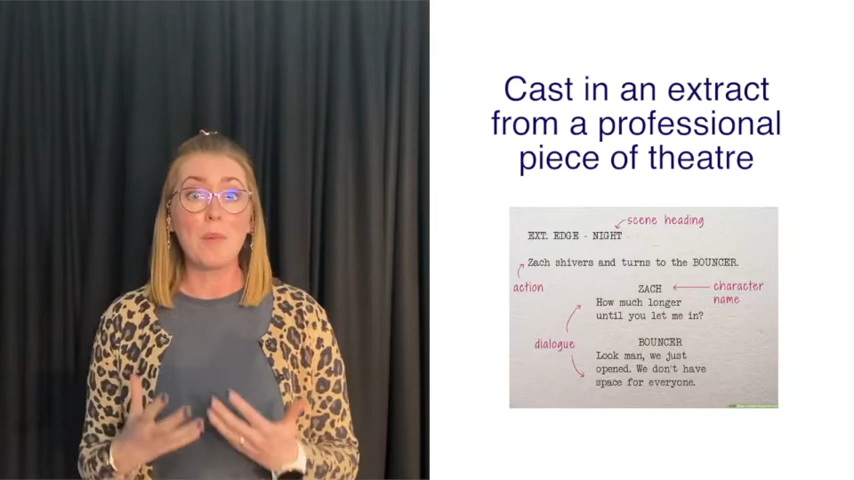 Cast in an extract
from a professional
piece of theatre
scene heading
EXT. EDGE - NIGHT
Zach shivers and turns to the BOUNCER.
action
ZACH
character
name
How much longer
until you let me in?
dialogue
BOUNCER
Look man, we just
opened. We don't have
space for everyone.